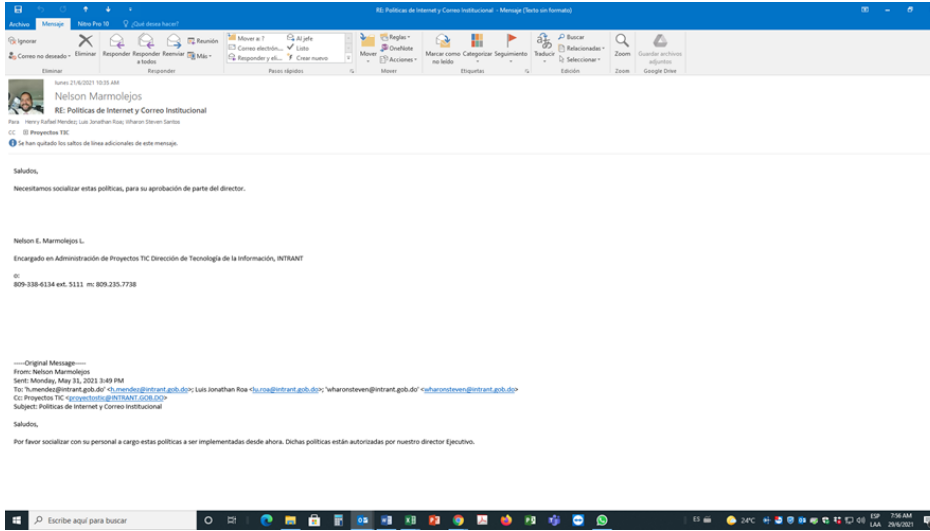 RE: Politicas de Internet y Correo Institucional - Mensaje (Texto sin formato)
Archivo Mensaje Nitro Pro 10 ¿Qué desea hacer?
Ignorar
Correo no deseado
Eliminar
Responder
Responder a todos
Reenviar
Reunión
Más
Mover a: ?
Correo electrón...
Responder y eli...
Al jefe
Listo
Crear nuevo
Mover
Reglas
OneNote
Acciones
Marcar como no leído
Categorizar
Seguimiento
Traducir
Buscar
Relacionadas
Seleccionar
Zoom
Guardar archivos adjuntos
Eliminar Responder Pasos rápidos Mover Etiquetas Edición Zoom Google Drive
lunes 21/6/2021 10:35 AM
Nelson Marmolejos
RE: Politicas de Internet y Correo Institucional
Para Henry Rafael Mendez; Luis Jonathan Roa; Wharon Steven Santos
CC Proyectos TIC
Se han quitado los saltos de línea adicionales de este mensaje.
Saludos,
Necesitamos socializar estas políticas, para su aprobación de parte del director.
Nelson E. Marmolejos L.
Encargado en Administración de Proyectos TIC Dirección de Tecnología de la Información, INTRANT
o:
809-338-6134 ext. 5111 m: 809.235.7738
-----Original Message-----
From: Nelson Marmolejos
Sent: Monday, May 31, 2021 3:49 PM
To: 'h.mendez@intrant.gob.do' <h.mendez@intrant.gob.do>; Luis Jonathan Roa <lu.roa@intrant.gob.do>; 'wharonsteven@intrant.gob.do' <wharonsteven@intrant.gob.do>
Cc: Proyectos TIC <proyectostic@INTRANT.GOB.DO>
Subject: Politicas de Internet y Correo Institucional
Saludos,
Por favor socializar con su personal a cargo estas políticas a ser implementadas desde ahora. Dichas políticas están autorizadas por nuestro director Ejecutivo.
Escribe aquí para buscar
ES
24°C
ESP
LAA
7:56 AM
29/6/2021